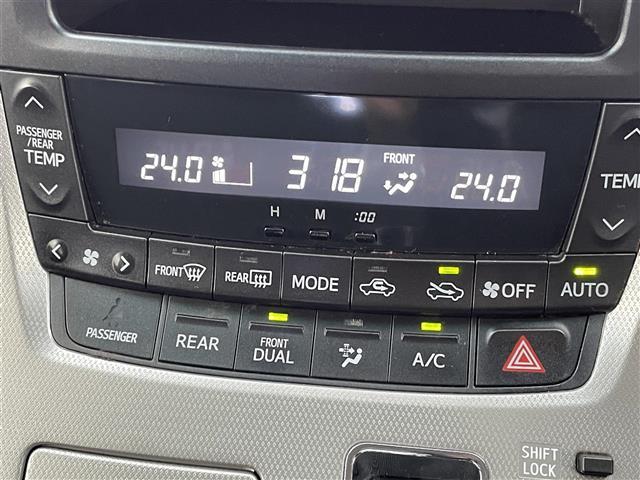 PASSENGER
/REAR
TEMP
24.0
3 18
FRONT
24.0
TEM
H
M
:00
FRONT
REAR
MODE
OFF
AUTO
PASSENGER
REAR
FRONT
DUAL
A/C
SHIFT
LOCK